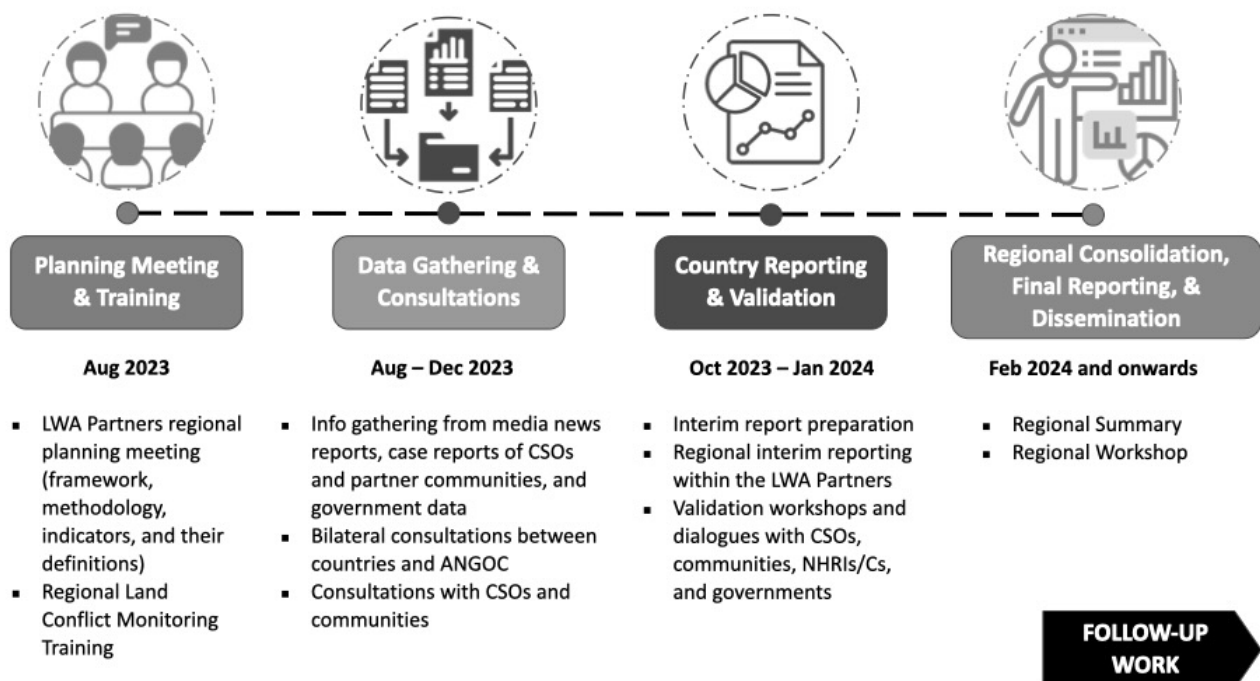 Planning Meeting
& Training
Data Gathering &
Consultations
Country Reporting
& Validation
Regional Consolidation,
Final Reporting, &
Dissemination
Aug 2023
Aug – Dec 2023
Oct 2023 – Jan 2024
Feb 2024 and onwards
▪ LWA Partners regional
planning meeting
(framework,
methodology,
indicators, and their
definitions)
▪ Regional Land
Conflict Monitoring
Training
▪ Info gathering from media news
reports, case reports of CSOs
and partner communities, and
government data
▪ Bilateral consultations between
countries and ANGOC
▪ Consultations with CSOs and
communities
▪ Interim report preparation
▪ Regional interim reporting
within the LWA Partners
▪ Validation workshops and
dialogues with CSOs,
communities, NHRIs/Cs,
and governments
▪ Regional Summary
▪ Regional Workshop
FOLLOW-UP
WORK